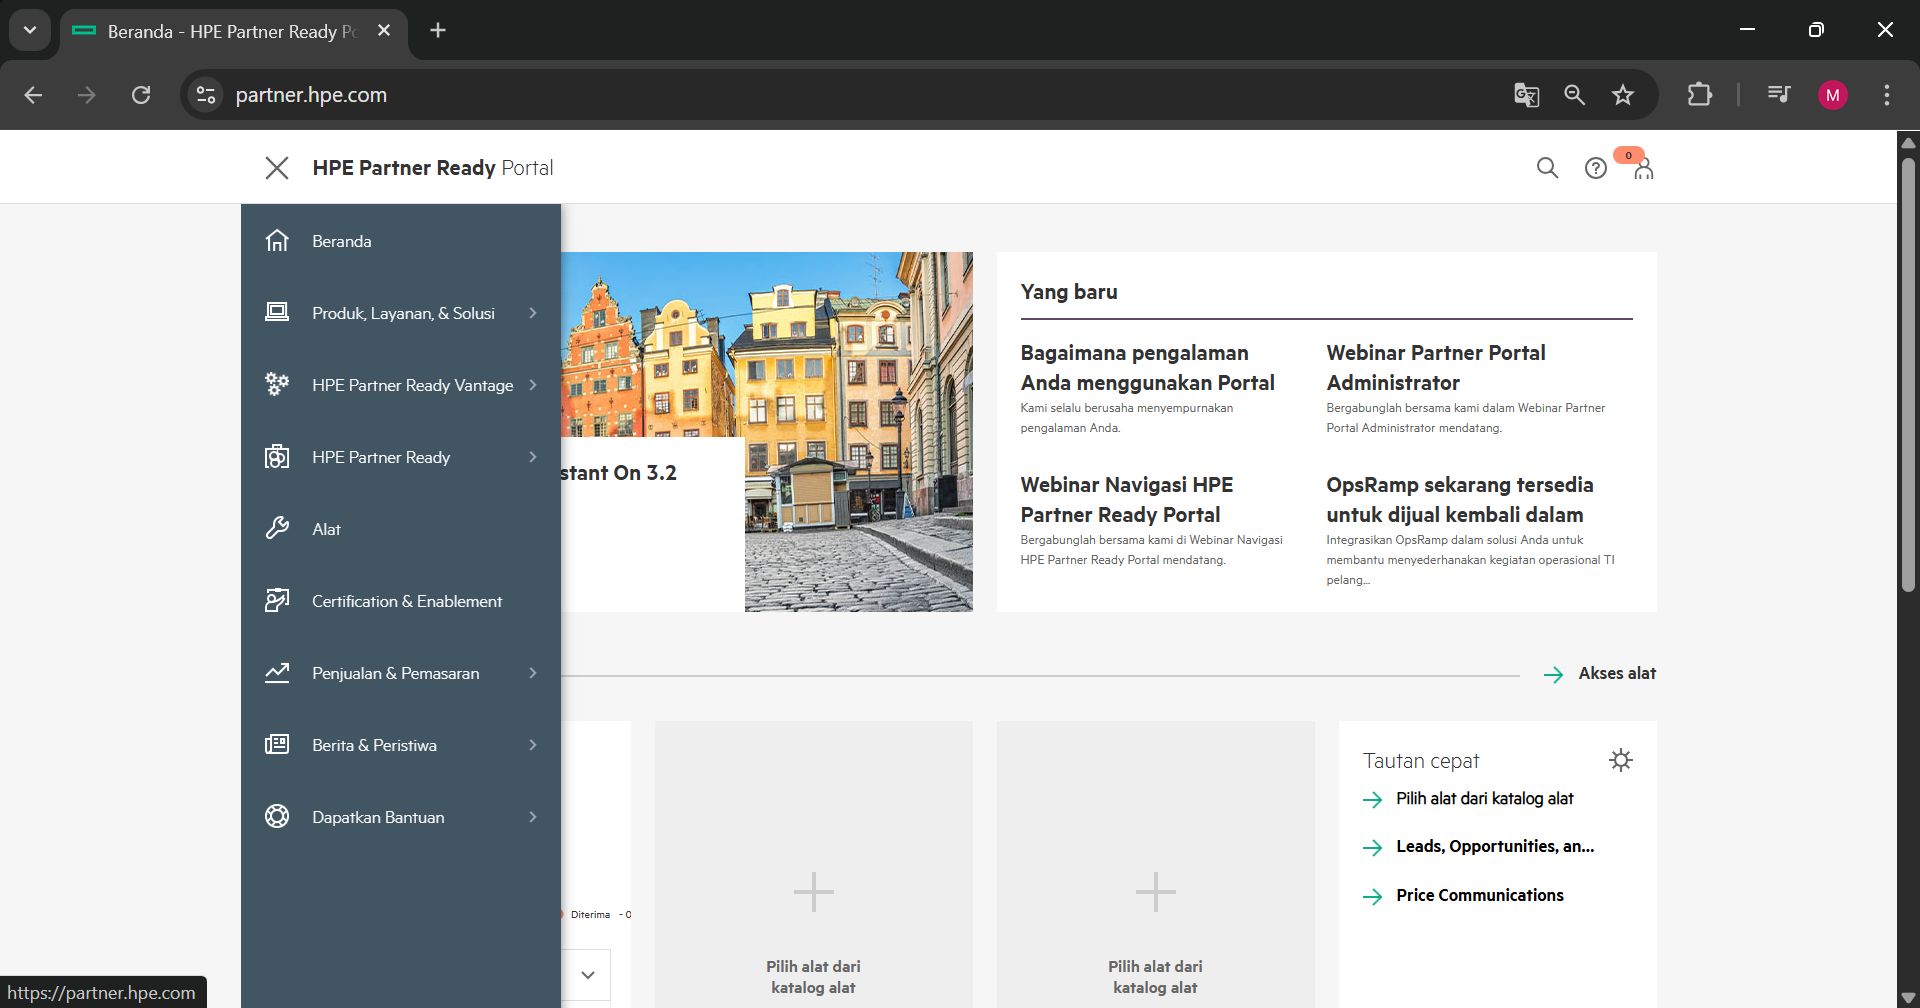 Beranda - HPE Partner Ready Po
partner.hpe.com
M
HPE Partner Ready Portal
0
Beranda
Produk, Layanan, & Solusi
HPE Partner Ready Vantage
HPE Partner Ready
Alat
Certification & Enablement
Penjualan & Pemasaran
Berita & Peristiwa
Dapatkan Bantuan
stant On 3.2
Yang baru
Bagaimana pengalaman
Anda menggunakan Portal
Kami selalu berusaha menyempurnakan
pengalaman Anda.
Webinar Partner Portal
Administrator
Bergabunglah bersama kami dalam Webinar Partner
Portal Administrator mendatang.
Webinar Navigasi HPE
Partner Ready Portal
Bergabunglah bersama kami di Webinar Navigasi
HPE Partner Ready Portal mendatang.
OpsRamp sekarang tersedia
untuk dijual kembali dalam
Integrasikan OpsRamp dalam solusi Anda untuk
membantu menyederhanakan kegiatan operasional TI
pelang...
Akses alat
Diterima - 0
Pilih alat dari
katalog alat
Pilih alat dari
katalog alat
Tautan cepat
Pilih alat dari katalog alat
Leads, Opportunities, an...
Price Communications
https://partner.hpe.com